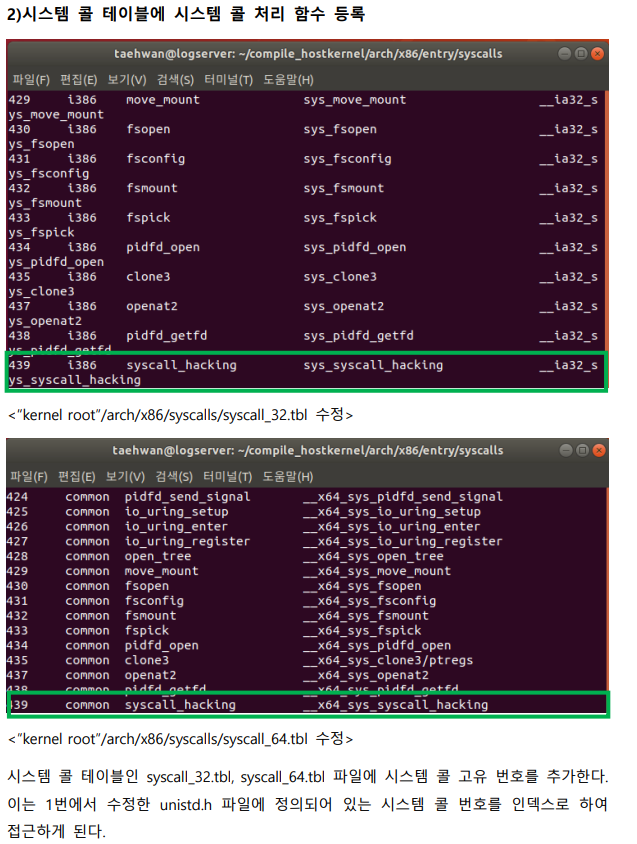 2)시스템 콜 테이블에 시스템 콜 처리 함수 등록
taehwan@logserver: ~/compile_hostkernel/arch/x86/entry/syscalls
파일(F) 편집(E) 보기(V) 검색(S) 터미널(T) 도움말(H)
429 i386 move_mount sys_move_mount __ia32_s
ys_move_mount
430 i386 fsopen sys_fsopen __ia32_s
ys_fsopen
431 i386 fsconfig sys_fsconfig __ia32_s
ys_fsconfig
432 i386 fsmount sys_fsmount __ia32_s
ys_fsmount
433 i386 fspick sys_fspick __ia32_s
ys_fspick
434 i386 pidfd_open sys_pidfd_open __ia32_s
ys_pidfd_open
435 i386 clone3 sys_clone3 __ia32_s
ys_clone3
437 i386 openat2 sys_openat2 __ia32_s
ys_openat2
438 i386 pidfd_getfd sys_pidfd_getfd __ia32_s
ys_pidfd_getfd
439 i386 syscall_hacking sys_syscall_hacking __ia32_s
ys_syscall_hacking
<"kernel root"/arch/x86/syscalls/syscall_32.tbl 수정>
taehwan@logserver: ~/compile_hostkernel/arch/x86/entry/syscalls
파일(F) 편집(E) 보기(V) 검색(S) 터미널(T) 도움말(H)
424 common pidfd_send_signal __x64_sys_pidfd_send_signal
425 common io_uring_setup __x64_sys_io_uring_setup
426 common io_uring_enter __x64_sys_io_uring_enter
427 common io_uring_register __x64_sys_io_uring_register
428 common open_tree __x64_sys_open_tree
429 common move_mount __x64_sys_move_mount
430 common fsopen __x64_sys_fsopen
431 common fsconfig __x64_sys_fsconfig
432 common fsmount __x64_sys_fsmount
433 common fspick __x64_sys_fspick
434 common pidfd_open __x64_sys_pidfd_open
435 common clone3 __x64_sys_clone3/ptregs
437 common openat2 __x64_sys_openat2
438 common pidfd_getfd __x64_sys_pidfd_getfd
439 common syscall_hacking __x64_sys_syscall_hacking
<"kernel root"/arch/x86/syscalls/syscall_64.tbl 수정>
시스템 콜 테이블인 syscall_32.tbl, syscall_64.tbl 파일에 시스템 콜 고유 번호를 추가한다.
이는 1번에서 수정한 unistd.h 파일에 정의되어 있는 시스템 콜 번호를 인덱스로 하여
접근하게 된다.